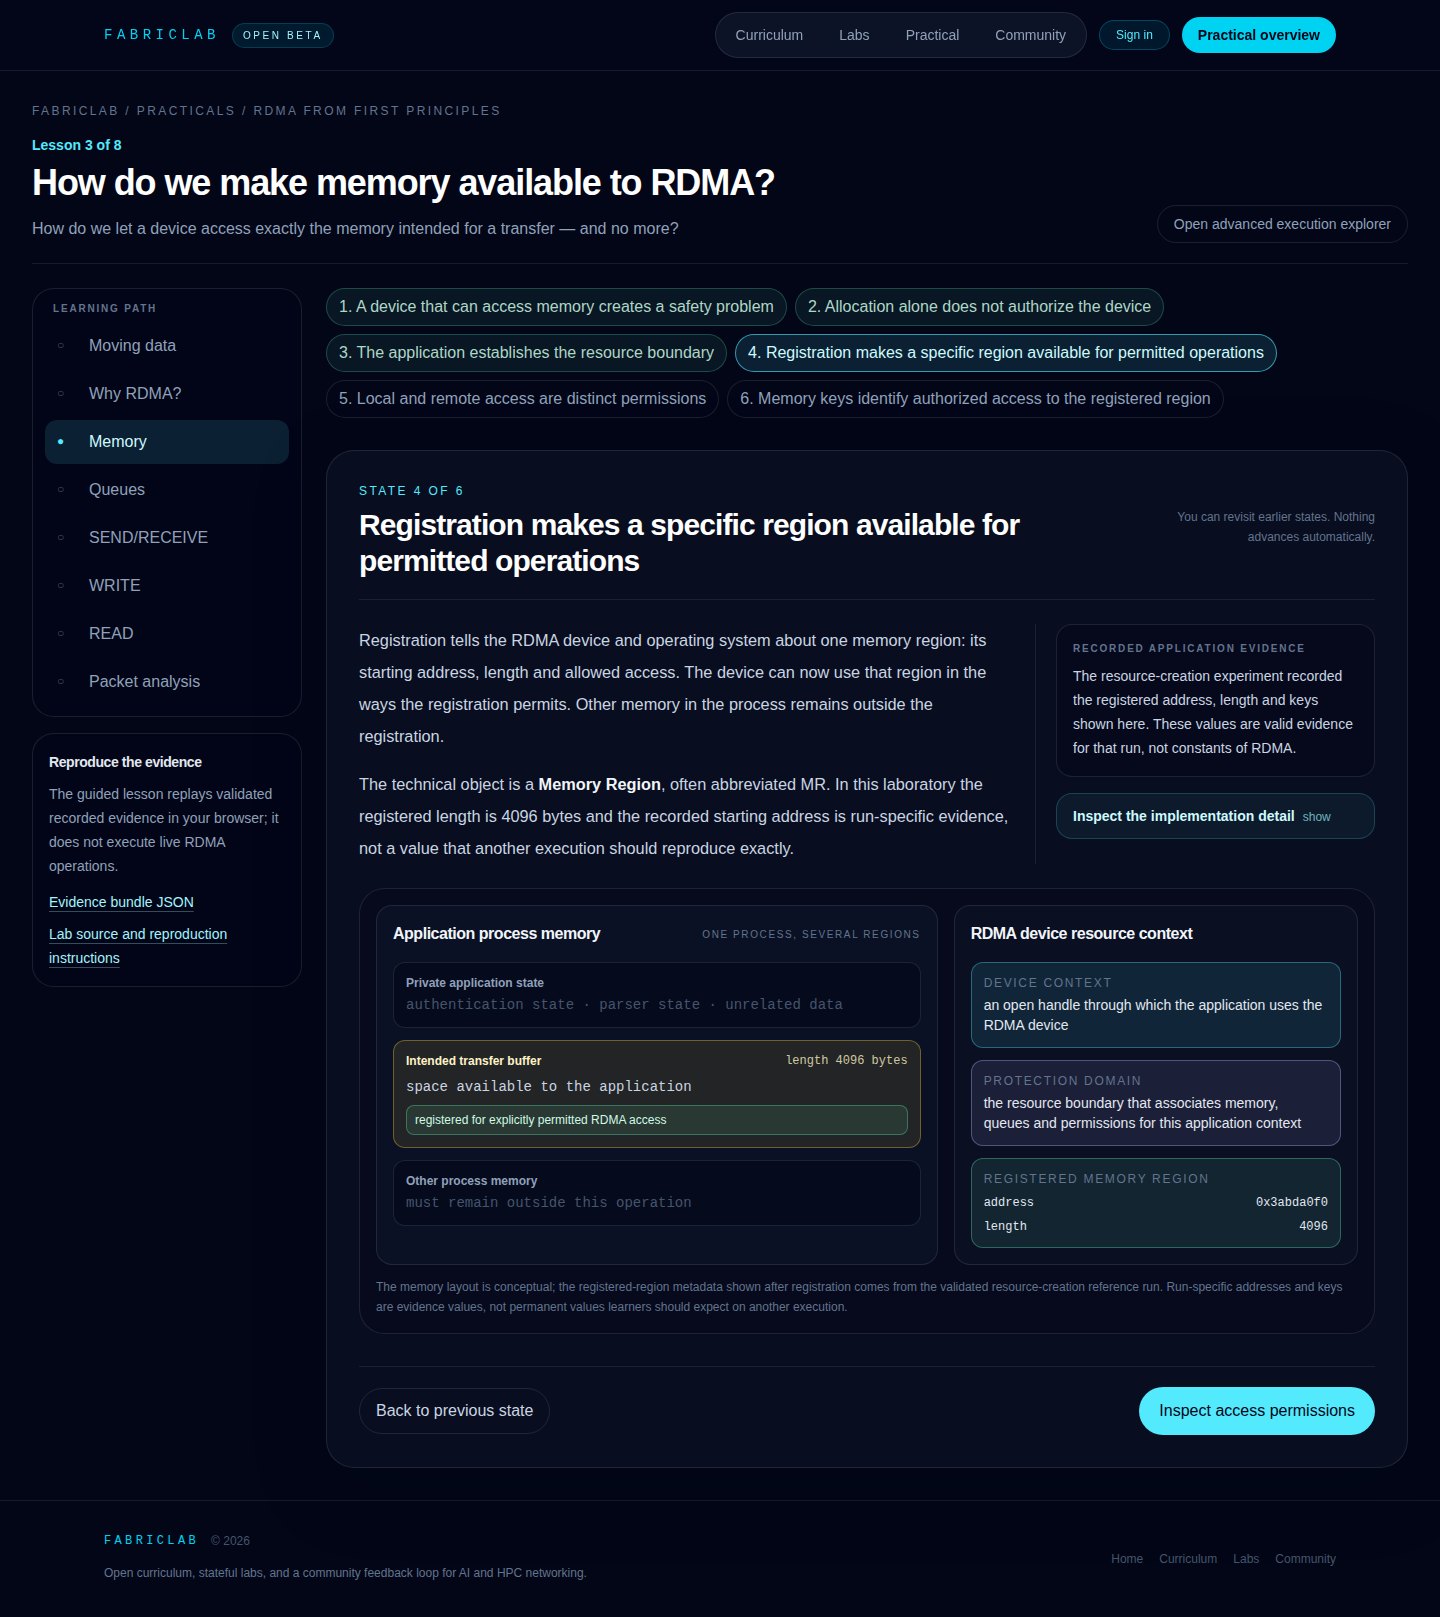 FABRICLAB
OPEN BETA
Curriculum
Labs
Practical
Community
Sign in
Practical overview
FABRICLAB / PRACTICALS / RDMA FROM FIRST PRINCIPLES
Lesson 3 of 8
How do we make memory available to RDMA?
How do we let a device access exactly the memory intended for a transfer — and no more?
Open advanced execution explorer
LEARNING PATH
Moving data
Why RDMA?
Memory
Queues
SEND/RECEIVE
WRITE
READ
Packet analysis
Reproduce the evidence
The guided lesson replays validated
recorded evidence in your browser; it
does not execute live RDMA
operations.
Evidence bundle JSON
Lab source and reproduction
instructions
1. A device that can access memory creates a safety problem
2. Allocation alone does not authorize the device
3. The application establishes the resource boundary
4. Registration makes a specific region available for permitted operations
5. Local and remote access are distinct permissions
6. Memory keys identify authorized access to the registered region
STATE 4 OF 6
Registration makes a specific region available for
permitted operations
You can revisit earlier states. Nothing
advances automatically.
Registration tells the RDMA device and operating system about one memory region: its
starting address, length and allowed access. The device can now use that region in the
ways the registration permits. Other memory in the process remains outside the
registration.
The technical object is a Memory Region, often abbreviated MR. In this laboratory the
registered length is 4096 bytes and the recorded starting address is run-specific evidence,
not a value that another execution should reproduce exactly.
RECORDED APPLICATION EVIDENCE
The resource-creation experiment recorded
the registered address, length and keys
shown here. These values are valid evidence
for that run, not constants of RDMA.
Inspect the implementation detail show
Application process memory
ONE PROCESS, SEVERAL REGIONS
Private application state
authentication state · parser state · unrelated data
Intended transfer buffer
length 4096 bytes
space available to the application
registered for explicitly permitted RDMA access
Other process memory
must remain outside this operation
RDMA device resource context
DEVICE CONTEXT
an open handle through which the application uses the
RDMA device
PROTECTION DOMAIN
the resource boundary that associates memory,
queues and permissions for this application context
REGISTERED MEMORY REGION
address 0x3abda0f0
length 4096
The memory layout is conceptual; the registered-region metadata shown after registration comes from the validated resource-creation reference run. Run-specific addresses and keys
are evidence values, not permanent values learners should expect on another execution.
Back to previous state
Inspect access permissions
FABRICLAB © 2026
Open curriculum, stateful labs, and a community feedback loop for AI and HPC networking.
Home
Curriculum
Labs
Community